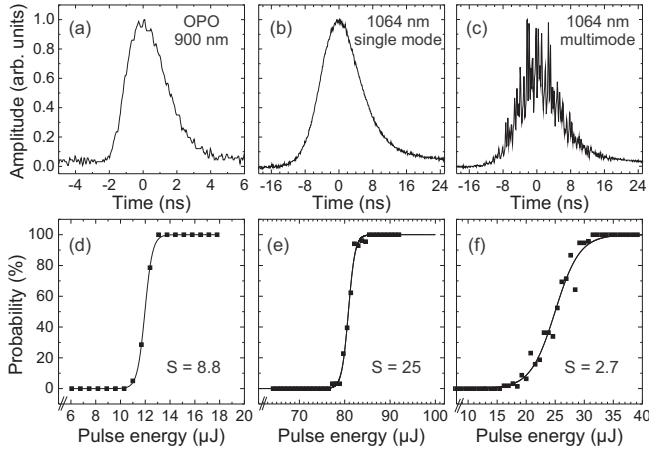 (a) OPO
900 nm
(b) 1064 nm
single mode
(c) 1064 nm
multimode
Amplitude (arb. units)
1.0
0.8
0.6
0.4
0.2
0.0
-4 -2 0 2 4 6
-16 -8 0 8 16 24
-16 -8 0 8 16 24
Time (ns) Time (ns) Time (ns)
(d) (e) (f)
Probability (%)
100
80
60
40
20
0
S = 8.8 S = 25 S = 2.7
6 8 10 12 14 16 18 20
70 80 90 100
10 15 20 25 30 35 40
Pulse energy (μJ) Pulse energy (μJ) Pulse energy (μJ)